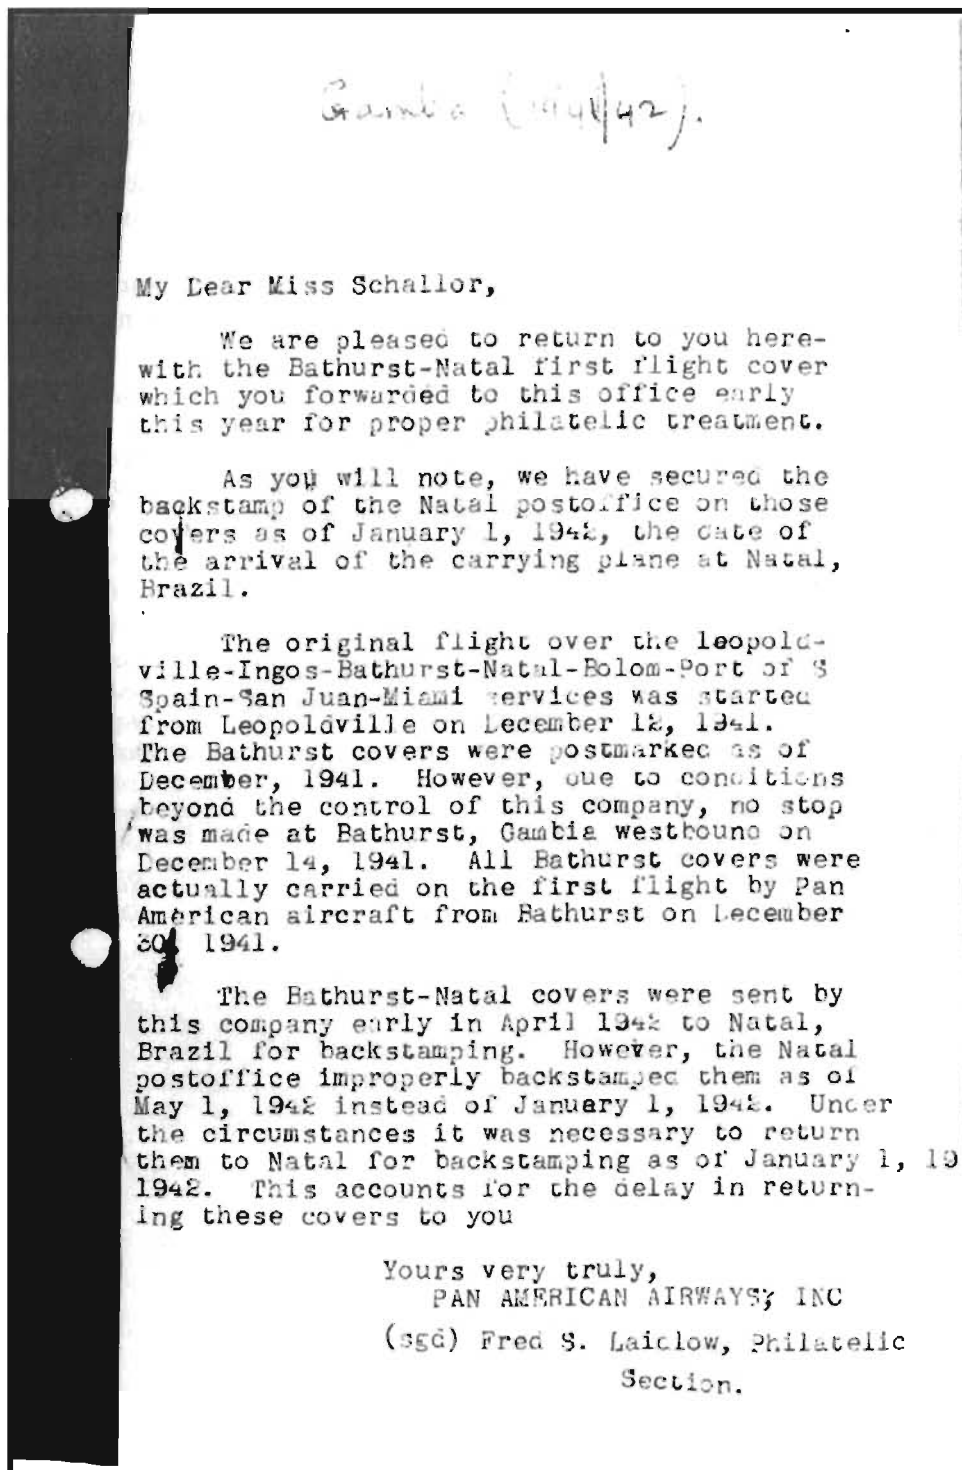 Gambia (1941/42).
My Dear Miss Schallor,
We are pleased to return to you here-
with the Bathurst-Natal first flight cover
which you forwarded to this office early
this year for proper philatelic treatment.
As you will note, we have secured the
backstamp of the Natal postoffice on those
covers as of January 1, 1942, the date of
the arrival of the carrying plane at Natal,
Brazil.
The original flight over the leopold-
ville-Ingos-Bathurst-Natal-Bolom-Port of S
Spain-San Juan-Miami services was started
from Leopoldville on December 12, 1941.
The Bathurst covers were postmarked as of
December, 1941. However, due to conditions
beyond the control of this company, no stop
was made at Bathurst, Gambia westbound on
December 14, 1941. All Bathurst covers were
actually carried on the first flight by Pan
American aircraft from Bathurst on December
30, 1941.
The Bathurst-Natal covers were sent by
this company early in April 1942 to Natal,
Brazil for backstamping. However, the Natal
postoffice improperly backstamped them as of
May 1, 1942 instead of January 1, 1942. Under
the circumstances it was necessary to return
them to Natal for backstamping as of January 1, 19
1942. This accounts for the delay in return-
ing these covers to you
Yours very truly,
PAN AMERICAN AIRWAYS, INC
(sgd) Fred S. Laidlow, Philatelic
Section.